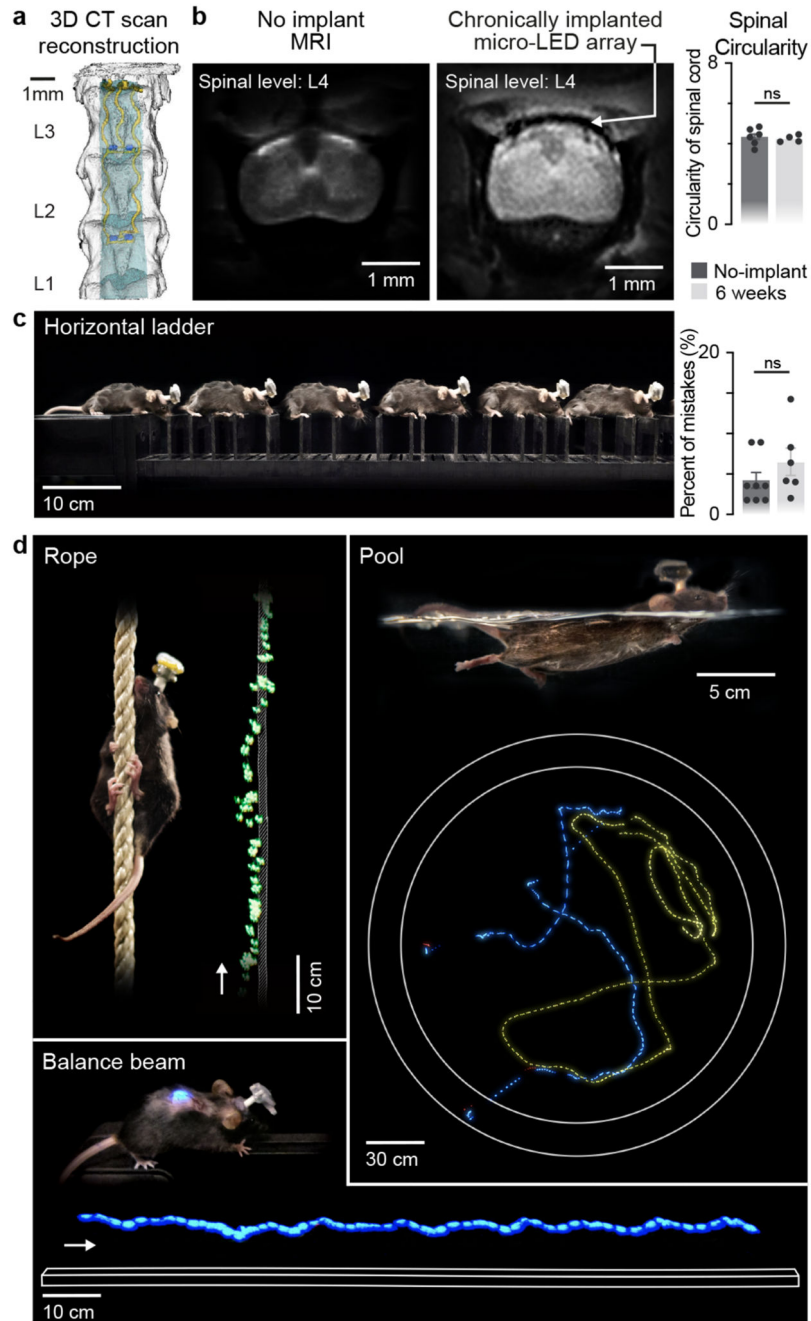 a
3D CT scan
reconstruction
1mm
L3
L2
L1
b
No implant
MRI
Spinal level: L4
1 mm
Chronically implanted
micro-LED array
Spinal level: L4
1 mm
Spinal
Circularity
Circularity of spinal cord
8
0
ns
No-implant
6 weeks
c
Horizontal ladder
10 cm
Percent of mistakes (%)
20
0
ns
d
Rope
10 cm
Pool
5 cm
30 cm
Balance beam
10 cm